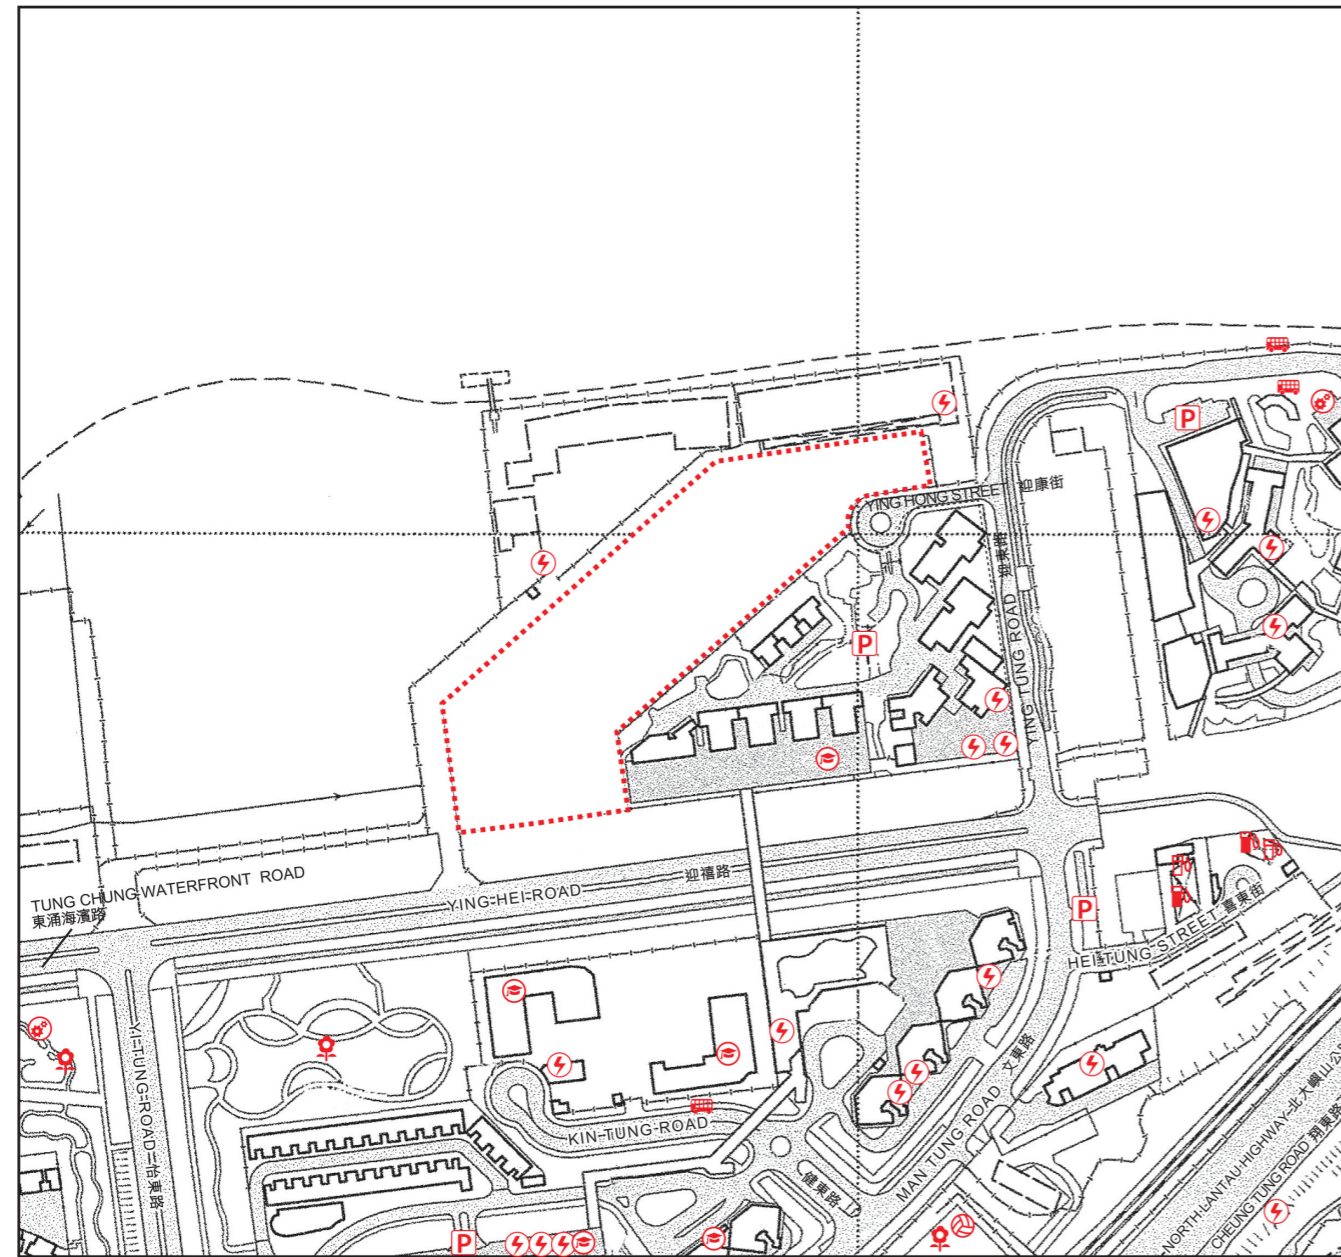 YING HONG STREET 迎康街
YING TUNG ROAD 迎東路
TUNG CHUNG WATERFRONT ROAD
東涌海濱路
YING HEI ROAD 迎禧路
HEI TUNG STREET 喜東街
YI TUNG ROAD 怡東路
MAN TUNG ROAD 文東路
KIN TUNG ROAD
健東路
NORTH LANTAU HIGHWAY 北大嶼山公
CHEUNG TUNG ROAD 翔東
P
P
P
P